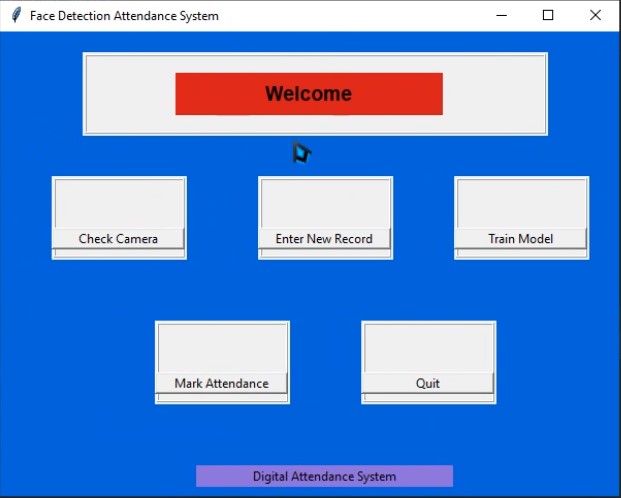 Face Detection Attendance System
Welcome
Check Camera
Enter New Record
Train Model
Mark Attendance
Quit
Digital Attendance System